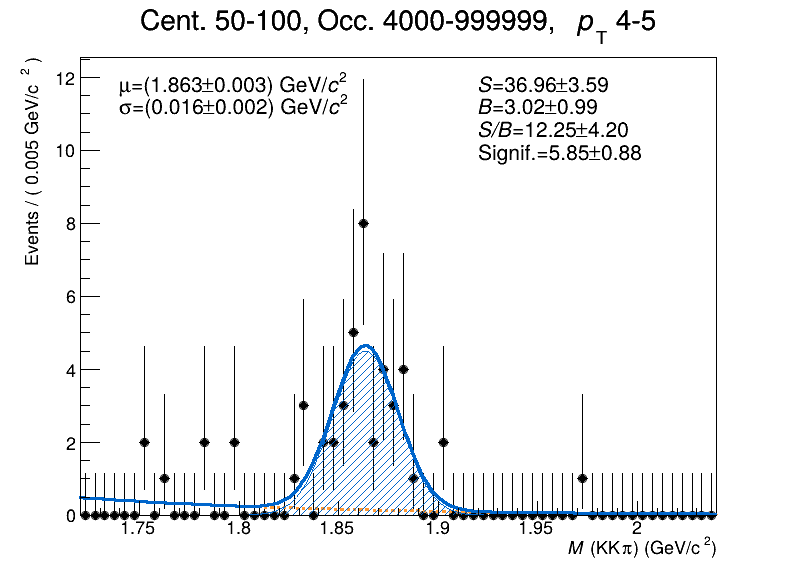 Cent. 50-100, Occ. 4000-999999, p_T 4-5
μ=(1.863±0.003) GeV/c²
σ=(0.016±0.002) GeV/c²
S=36.96±3.59
B=3.02±0.99
S/B=12.25±4.20
Signif.=5.85±0.88
Events / ( 0.005 GeV/c² )
12
10
8
6
4
2
0
1.75 1.8 1.85 1.9 1.95 2
M (KKπ) (GeV/c²)